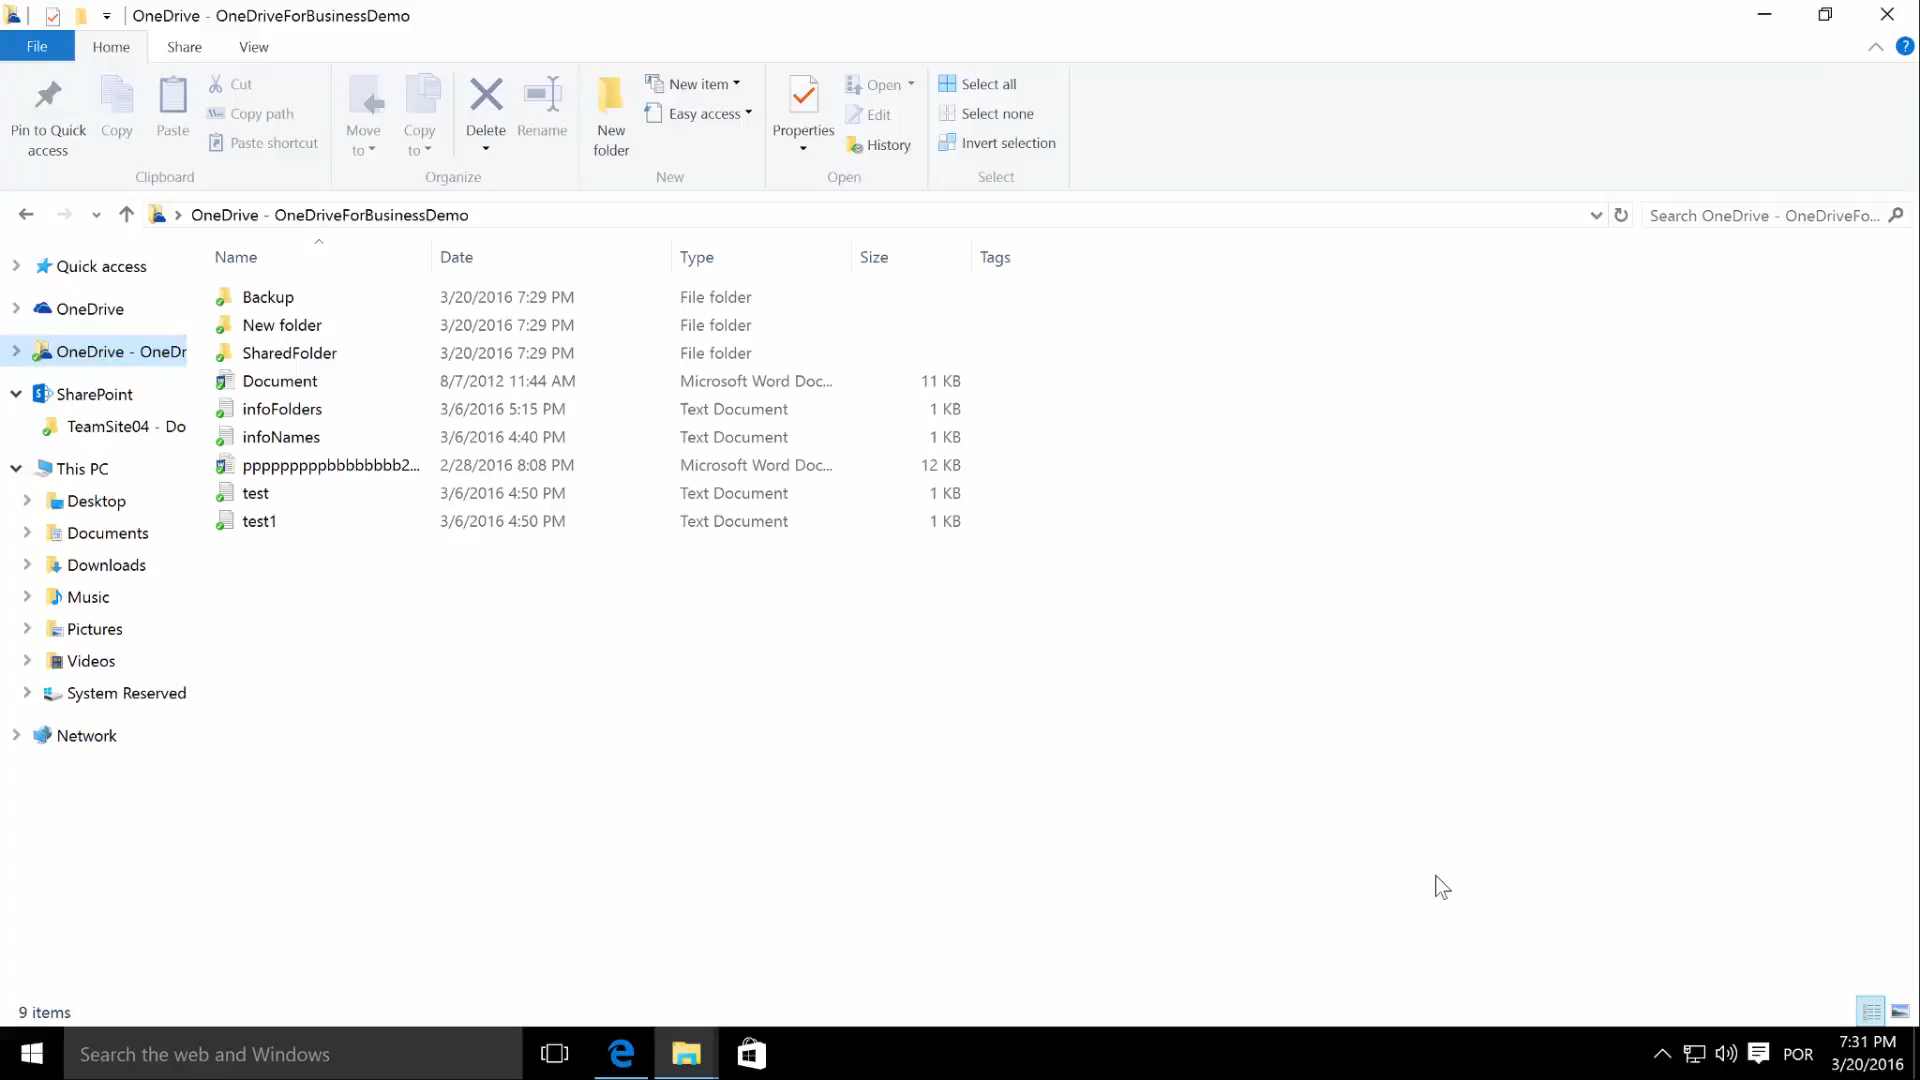 OneDrive - OneDriveForBusinessDemo
File Home Share View
Pin to Quick access
Copy
Paste
Cut
Copy path
Paste shortcut
Clipboard
Move to
Copy to
Delete
Rename
Organize
New folder
New item
Easy access
New
Properties
Open
Edit
History
Open
Select all
Select none
Invert selection
Select
OneDrive - OneDriveForBusinessDemo
Search OneDrive - OneDriveFo...
Quick access
OneDrive
OneDrive - OneDr
SharePoint
TeamSite04 - Do
This PC
Desktop
Documents
Downloads
Music
Pictures
Videos
System Reserved
Network
Name Date Type Size Tags
Backup 3/20/2016 7:29 PM File folder
New folder 3/20/2016 7:29 PM File folder
SharedFolder 3/20/2016 7:29 PM File folder
Document 8/7/2012 11:44 AM Microsoft Word Doc... 11 KB
infoFolders 3/6/2016 5:15 PM Text Document 1 KB
infoNames 3/6/2016 4:40 PM Text Document 1 KB
ppppppppppbbbbbbbb2... 2/28/2016 8:08 PM Microsoft Word Doc... 12 KB
test 3/6/2016 4:50 PM Text Document 1 KB
test1 3/6/2016 4:50 PM Text Document 1 KB
9 items
Search the web and Windows
POR
7:31 PM
3/20/2016